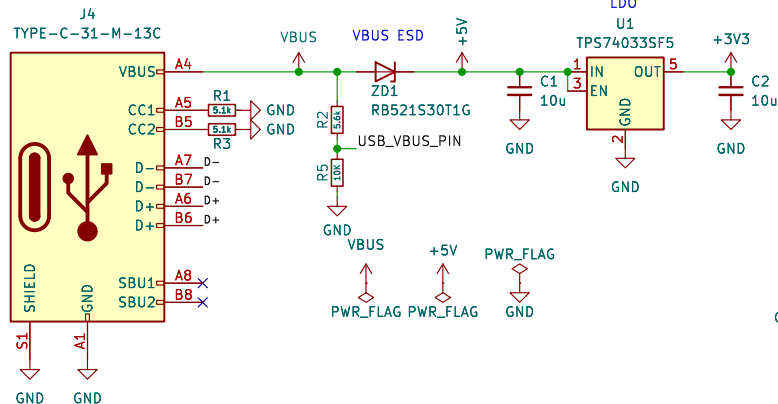 LDO
J4
TYPE-C-31-M-13C
VBUS
VBUS ESD
+5V
U1
TPS74033SF5
+3V3
VBUS
A4
1
IN
OUT
5
3
EN
GND
2
GND
ZD1
RB521S30T1G
C1
10u
GND
C2
10u
GND
CC1
A5
R1
5.1k
GND
CC2
B5
5.1k
R3
GND
R2
5.6k
USB_VBUS_PIN
R5
10K
GND
D-
A7
D-
D-
B7
D-
D+
A6
D+
D+
B6
D+
VBUS
PWR_FLAG
+5V
PWR_FLAG
PWR_FLAG
GND
SBU1
A8
SBU2
B8
SHIELD
GND
S1
A1
GND
GND